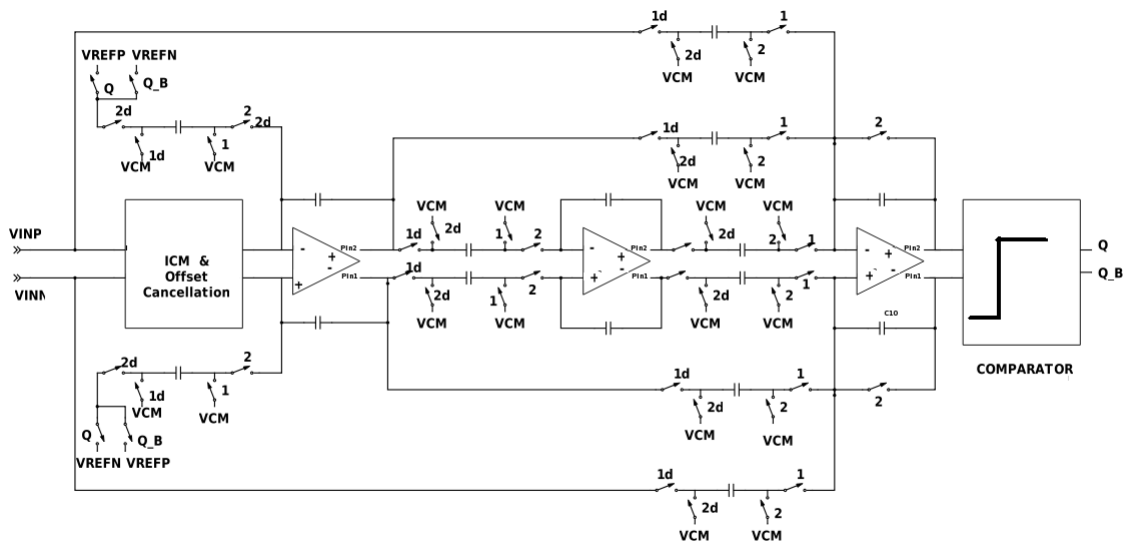 1d
1
2d
2
VCM
VCM
VREFP VREFN
Q
Q_B
2d
2
2d
1d
1
VCM
VCM
1d
1
2
2d
2
VCM
VCM
VCM
VCM
VCM
VCM
VINP
1d
2d
1
2
2d
2
1
-
Pin2
-
Pin2
-
Pin2
Q
ICM &
Offset
Cancellation
+
-
+
-
+
-
1d
+
Pin1
+
Pin1
+
Pin1
Q_B
VINN
2d
1
2
2d
2
1
VCM
VCM
VCM
VCM
C10
COMPARATOR
2d
2
1d
1
VCM
VCM
1d
1
2
2d
2
VCM
VCM
Q
Q_B
VREFN VREFP
1d
1
2d
2
VCM
VCM